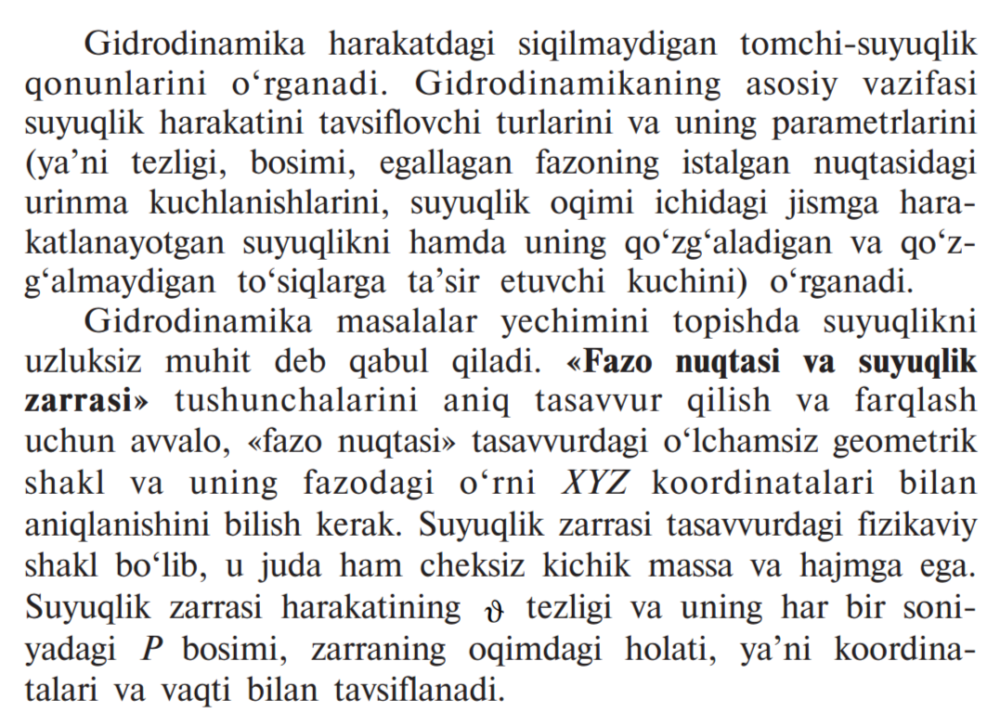 Gidrodinamika harakatdagi siqilmaydigan tomchi-suyuqlik
qonunlarini o‘rganadi. Gidrodinamikaning asosiy vazifasi
suyuqlik harakatini tavsiflovchi turlarini va uning parametrlarini
(ya’ni tezligi, bosimi, egallagan fazoning istalgan nuqtasidagi
urinma kuchlanishlarini, suyuqlik oqimi ichidagi jismga hara-
katlanayotgan suyuqlikni hamda uning qo‘zg‘aladigan va qo‘z-
g‘almaydigan to‘siqlarga ta’sir etuvchi kuchini) o‘rganadi.
Gidrodinamika masalalar yechimini topishda suyuqlikni
uzluksiz muhit deb qabul qiladi. «Fazo nuqtasi va suyuqlik
zarrasi» tushunchalarini aniq tasavvur qilish va farqlash
uchun avvalo, «fazo nuqtasi» tasavvurdagi o‘lchamsiz geometrik
shakl va uning fazodagi o‘rni XYZ koordinatalari bilan
aniqlanishini bilish kerak. Suyuqlik zarrasi tasavvurdagi fizikaviy
shakl bo‘lib, u juda ham cheksiz kichik massa va hajmga ega.
Suyuqlik zarrasi harakatining ϑ tezligi va uning har bir soni-
yadagi P bosimi, zarraning oqimdagi holati, ya’ni koordina-
talari va vaqti bilan tavsiflanadi.